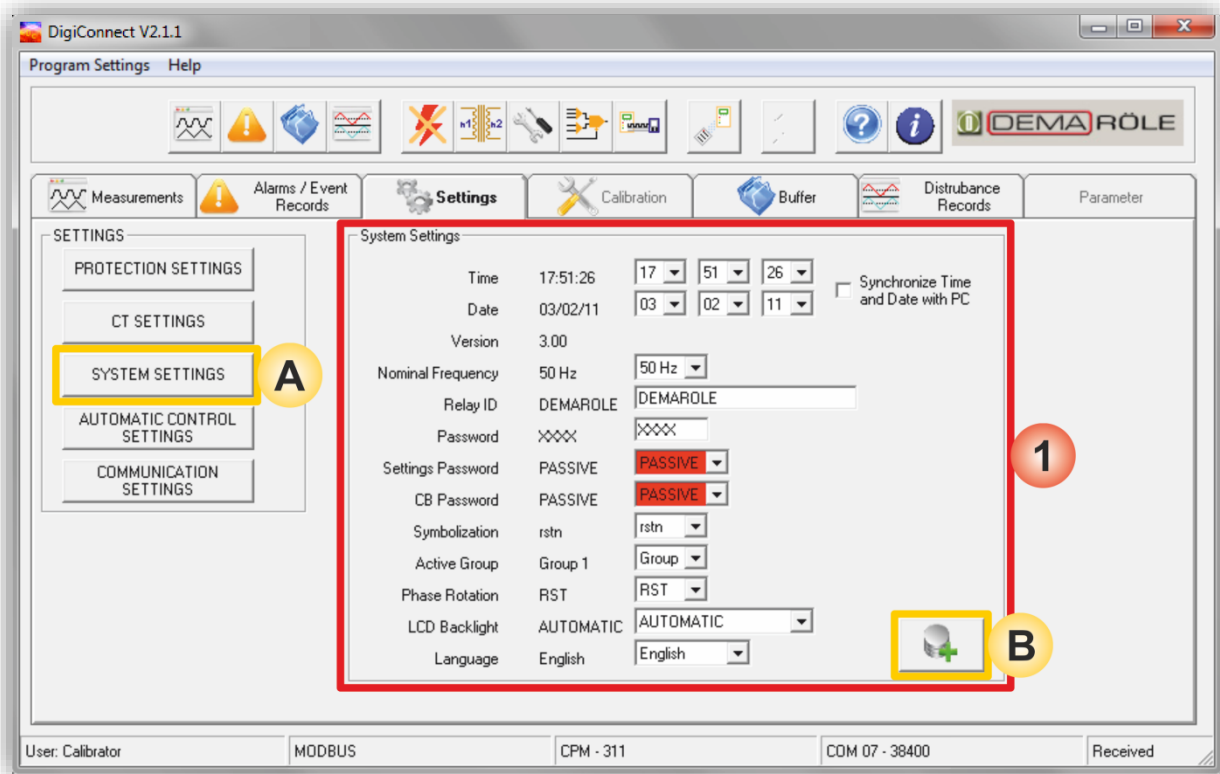 DigiConnect V2.1.1
Program Settings Help
n1 n2
DEMA RÖLE
Measurements
Alarms / Event
Records
Settings
Calibration
Buffer
Distrubance
Records
Parameter
SETTINGS
PROTECTION SETTINGS
CT SETTINGS
SYSTEM SETTINGS
A
AUTOMATIC CONTROL
SETTINGS
COMMUNICATION
SETTINGS
System Settings
Time 17:51:26 17 51 26
Synchronize Time
and Date with PC
Date 03/02/11 03 02 11
Version 3.00
Nominal Frequency 50 Hz 50 Hz
Relay ID DEMAROLE DEMAROLE
Password XXXX XXXX
Settings Password PASSIVE PASSIVE
CB Password PASSIVE PASSIVE
Symbolization rstn rstn
Active Group Group 1 Group
Phase Rotation RST RST
LCD Backlight AUTOMATIC AUTOMATIC
Language English English
1
B
User: Calibrator MODBUS CPM - 311 COM 07 - 38400 Received